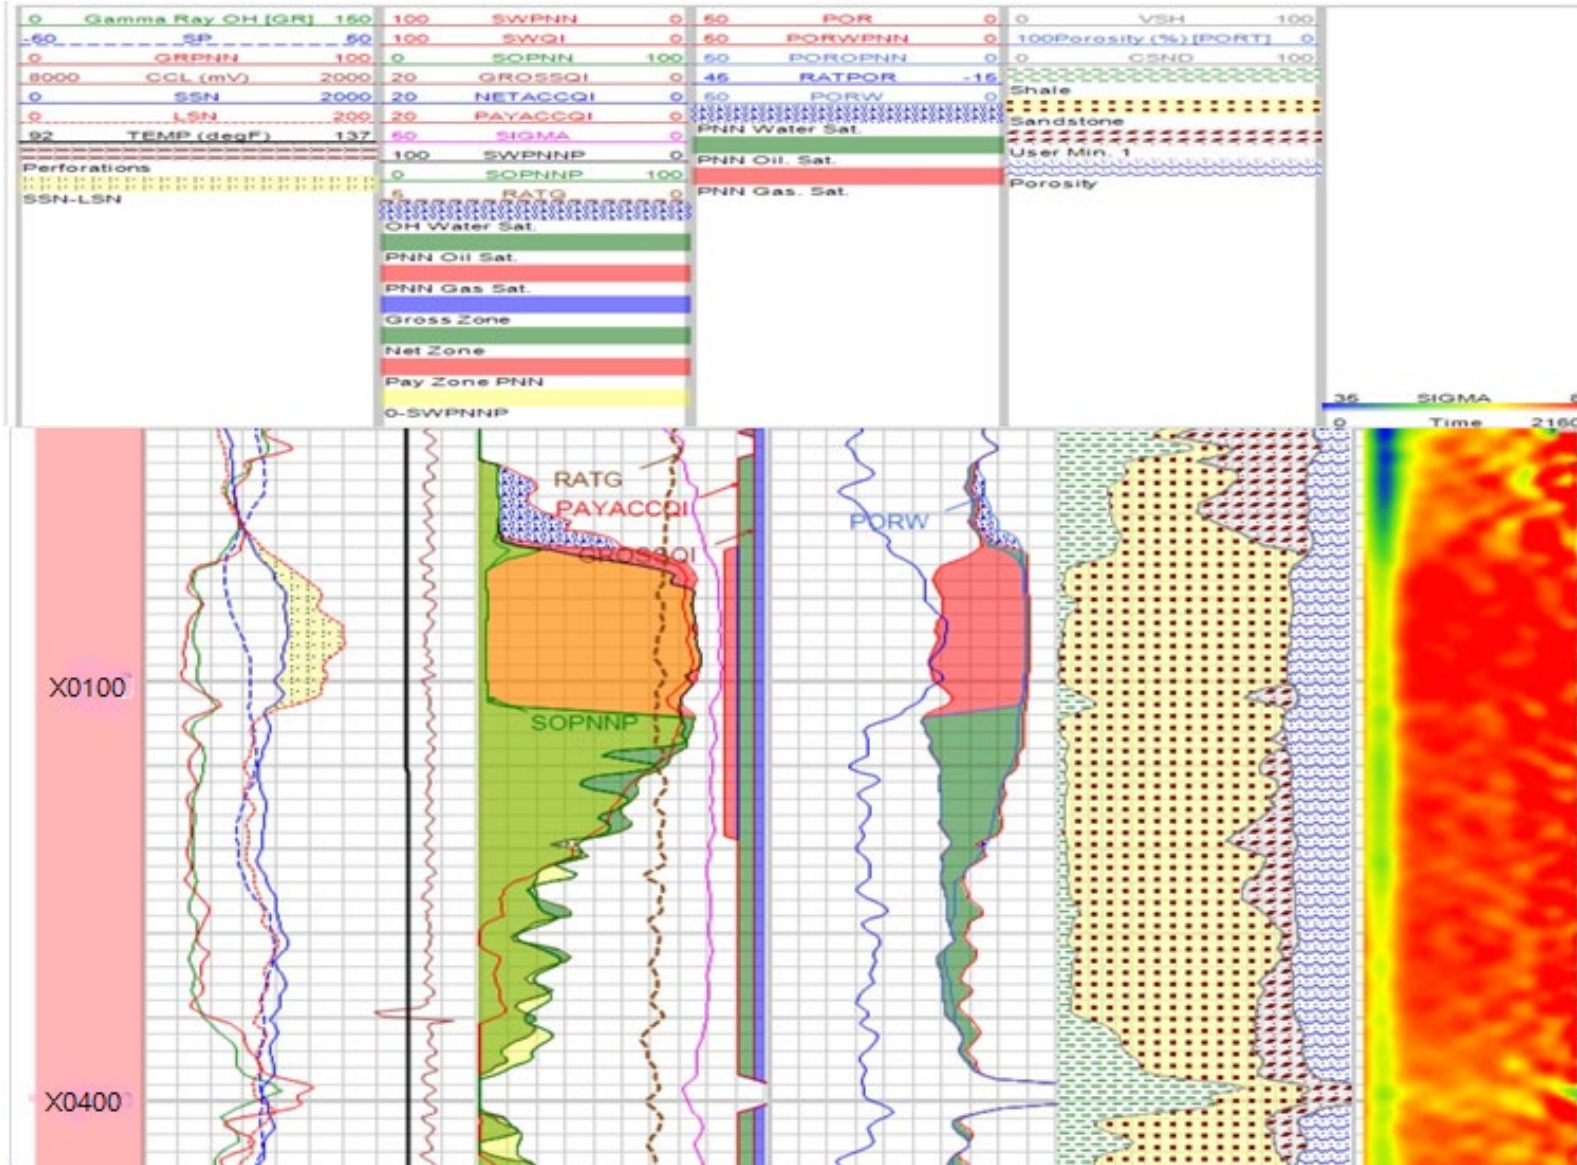 0 Gamma Ray OH [GR] 150
-50 SP 50
0 GRPNN 100
8000 CCL (mV) 2000
0 SSN 2000
0 LSN 200
92 TEMP (degF) 137
Perforations
SSN-LSN
100 SWPNN 0
100 SWQI 0
0 SOPNN 100
20 GROSSQI 0
20 NETACCQI 0
20 PAYACCQI 0
60 SIGMA 0
100 SWPNNP 0
0 SOPNNP 100
5 RATG 0
OH Water Sat.
PNN Oil Sat.
PNN Gas Sat.
Gross Zone
Net Zone
Pay Zone PNN
0-SWPNNP
50 POR 0
50 PORWPNN 0
50 POROPNN 0
45 RATPOR -15
50 PORW 0
PNN Water Sat.
PNN Oil. Sat.
PNN Gas. Sat.
0 VSH 100
100 Porosity (%) [PORT] 0
0 CSND 100
Shale
Sandstone
User Min. 1
Porosity
36 SIGMA
0 Time 2160
RATG
PAYACCQI
GROSSQI
PORW
X0100
SOPNNP
X0400